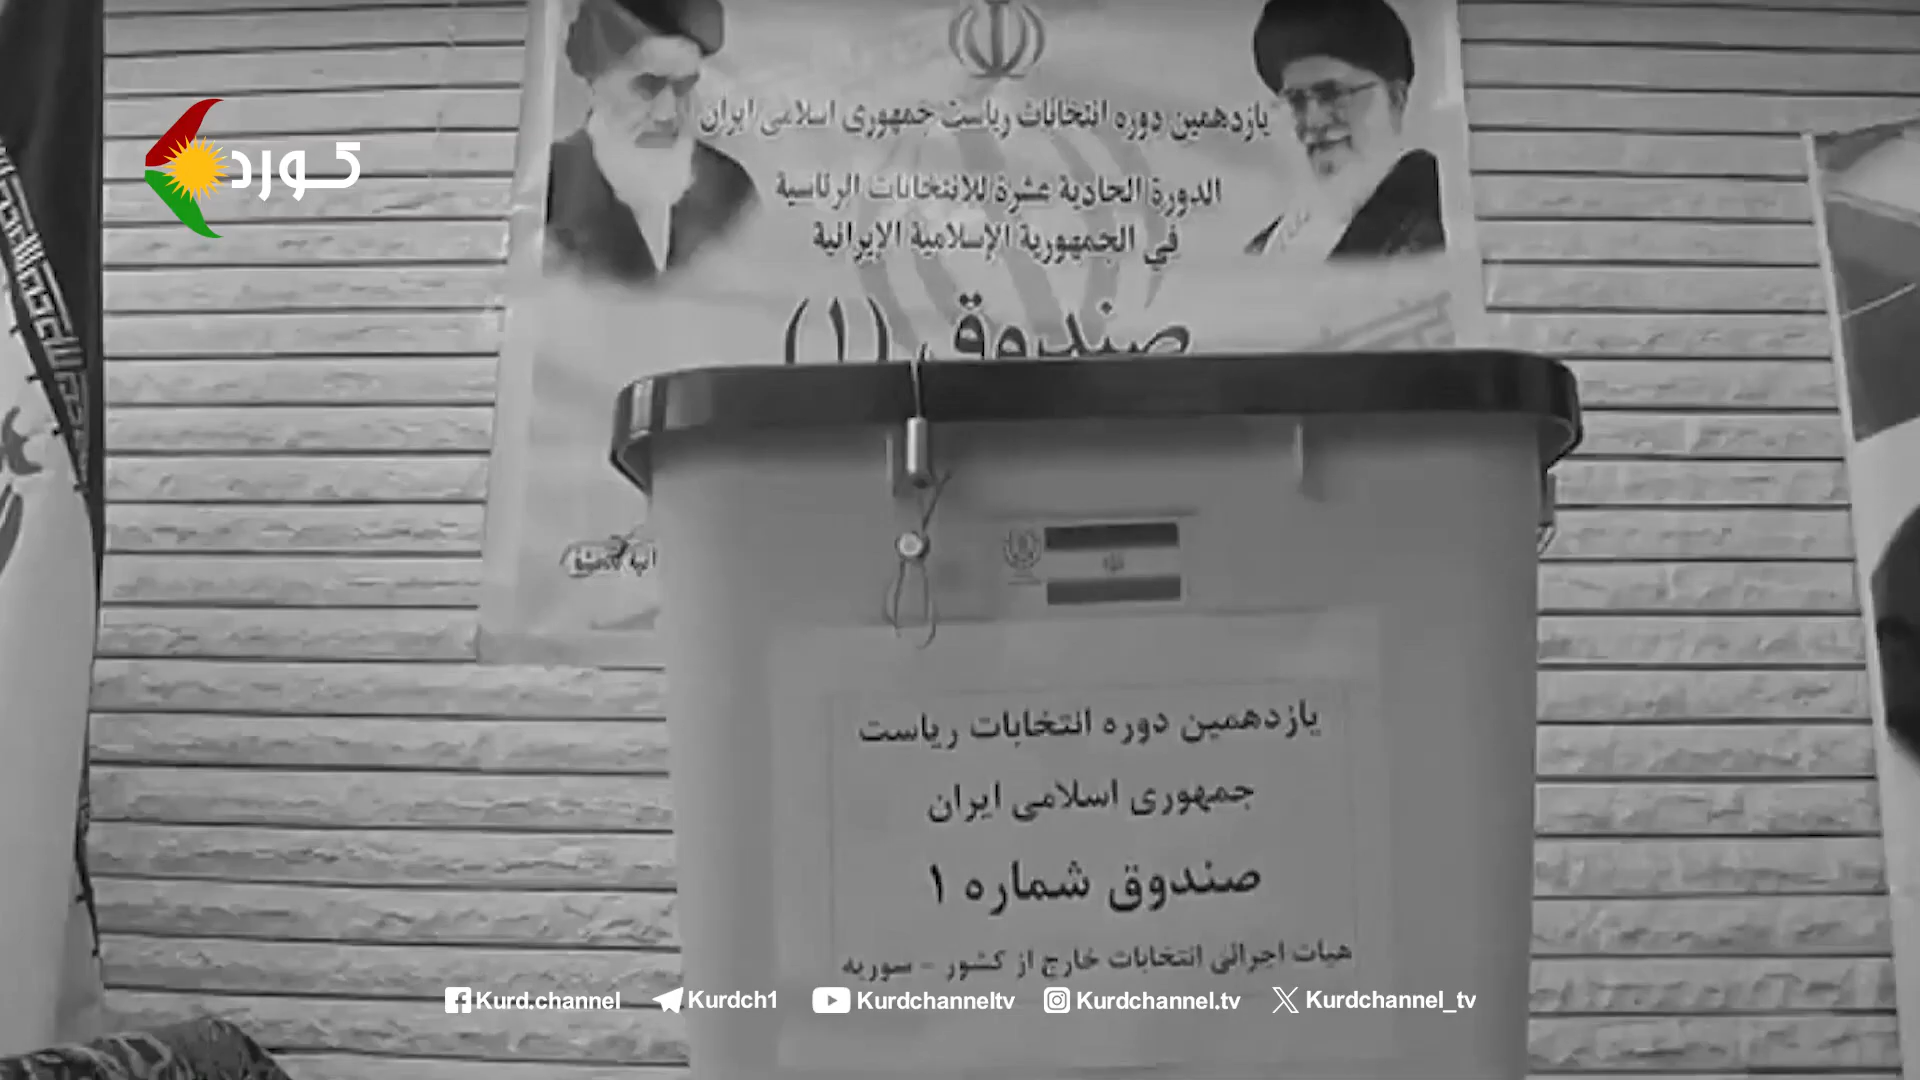 کورد
یازدهمین دوره انتخابات ریاست جمهوری اسلامی ایران
الدورة الحادية عشرة للانتخابات الرئاسية
في الجمهورية الإسلامية الإيرانية
صندوق (١)
یازدهمین دوره انتخابات ریاست
جمهوری اسلامی ایران
صندوق شماره ۱
هیات اجرائی انتخابات خارج از کشور - سوریه
Kurd.channel Kurdch1 Kurdchanneltv Kurdchannel.tv Kurdchannel_tv